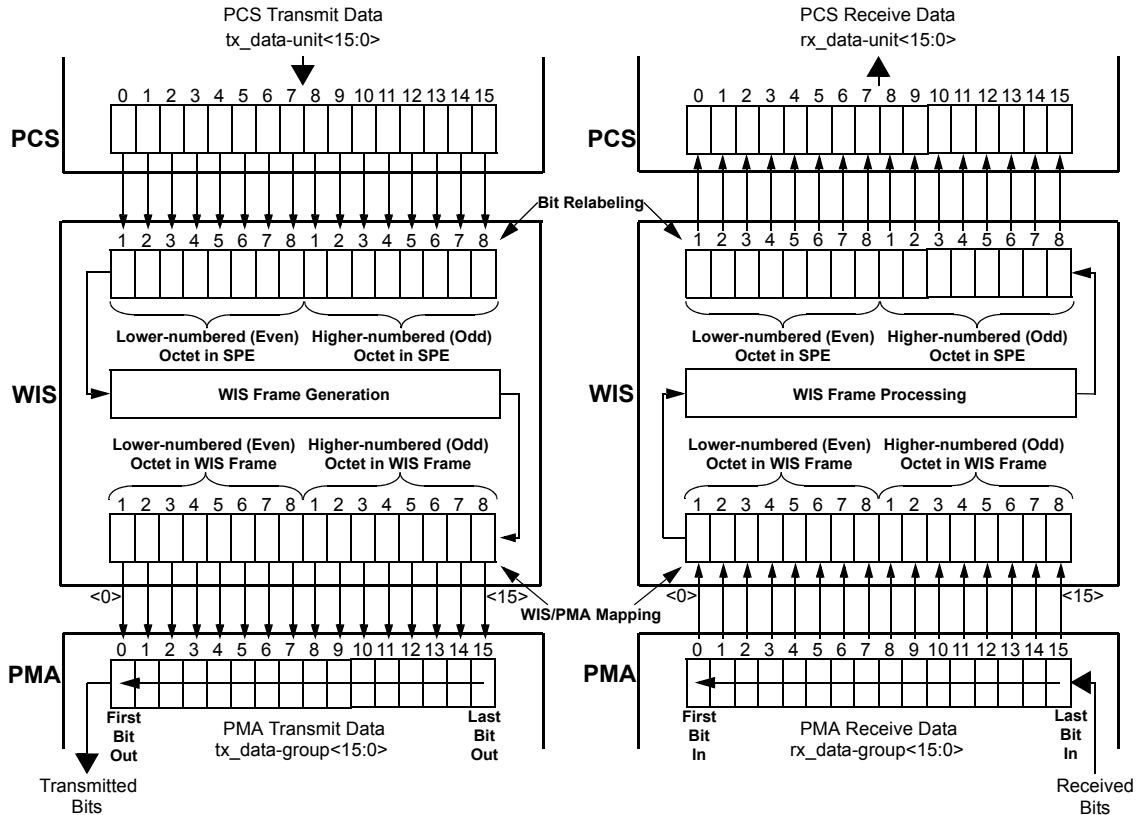 PCS Transmit Data
tx_data-unit<15:0>
0 1 2 3 4 5 6 7 8 9 10 11 12 13 14 15
PCS
1 2 3 4 5 6 7 8 1 2 3 4 5 6 7 8
Lower-numbered (Even)
Octet in SPE
Higher-numbered (Odd)
Octet in SPE
WIS
WIS Frame Generation
Lower-numbered (Even)
Octet in WIS Frame
Higher-numbered (Odd)
Octet in WIS Frame
1 2 3 4 5 6 7 8 1 2 3 4 5 6 7 8
<0>
<15>
0 1 2 3 4 5 6 7 8 9 10 11 12 13 14 15
PMA
First
Bit
Out
PMA Transmit Data
tx_data-group<15:0>
Last
Bit
Out
Transmitted
Bits
Bit Relabeling
WIS/PMA Mapping
PCS Receive Data
rx_data-unit<15:0>
0 1 2 3 4 5 6 7 8 9 10 11 12 13 14 15
PCS
1 2 3 4 5 6 7 8 1 2 3 4 5 6 7 8
Lower-numbered (Even)
Octet in SPE
Higher-numbered (Odd)
Octet in SPE
WIS
WIS Frame Processing
Lower-numbered (Even)
Octet in WIS Frame
Higher-numbered (Odd)
Octet in WIS Frame
1 2 3 4 5 6 7 8 1 2 3 4 5 6 7 8
<0>
<15>
0 1 2 3 4 5 6 7 8 9 10 11 12 13 14 15
PMA
First
Bit
In
PMA Receive Data
rx_data-group<15:0>
Last
Bit
In
Received
Bits